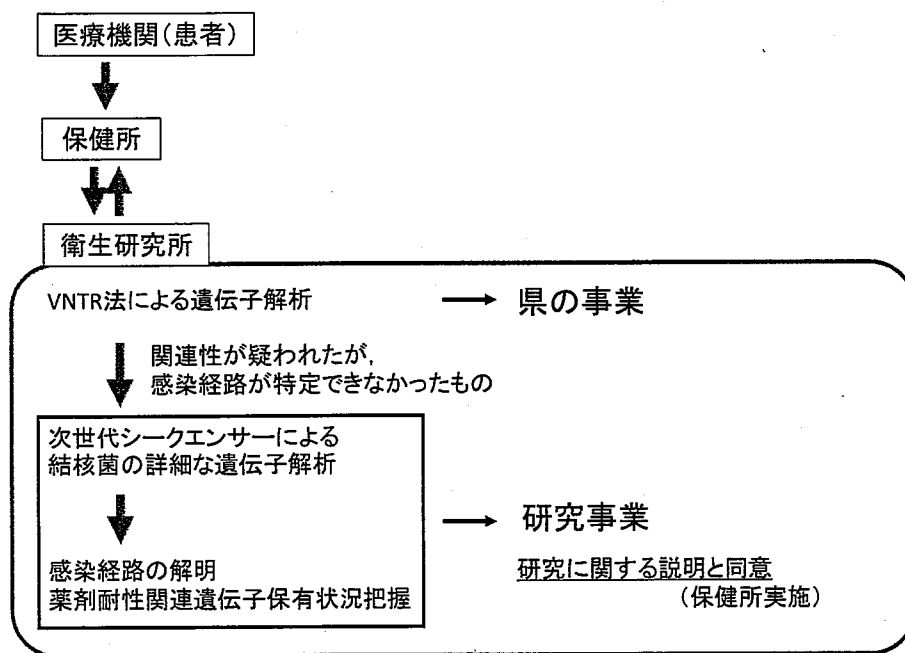 医療機関(患者)
保健所
衛生研究所
VNTR法による遺伝子解析
県の事業
関連性が疑われたが,
感染経路が特定できなかったもの
次世代シークエンサーによる
結核菌の詳細な遺伝子解析
研究事業
感染経路の解明
薬剤耐性関連遺伝子保有状況把握
研究に関する説明と同意
(保健所実施)